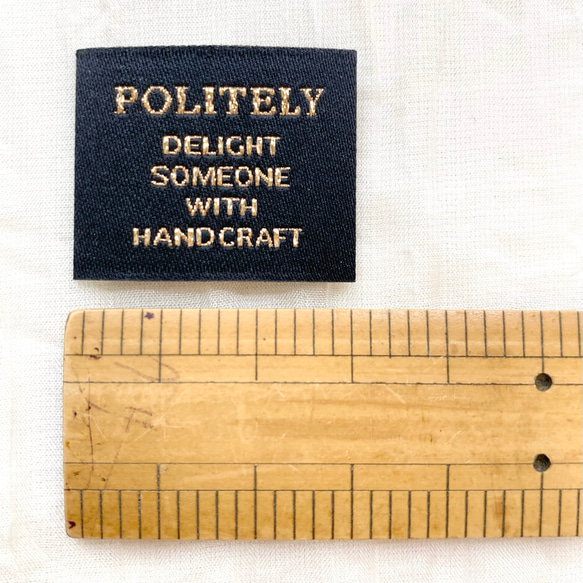 POLITELY
DELIGHT
SOMEONE
WITH
HANDCRAFT